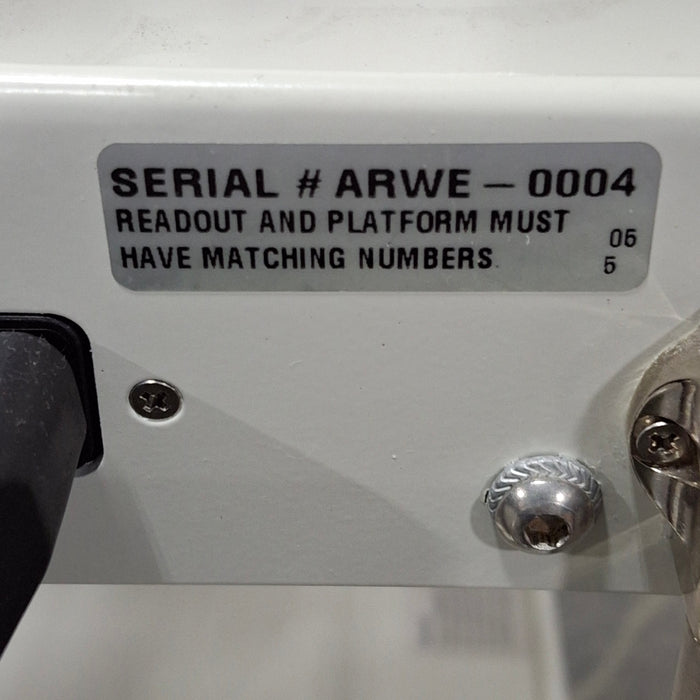 SERIAL # ARWE – 0004
READOUT AND PLATFORM MUST
HAVE MATCHING NUMBERS.
05
5